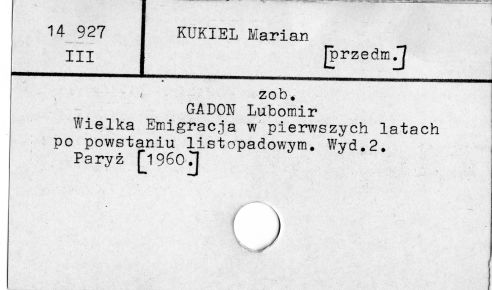 14 927
III
KUKIEL Marian
[przedm.]
zob.
GADON Lubomir
Wielka Emigracja w pierwszych latach
po powstaniu listopadowym. Wyd.2.
Paryż [1960.]